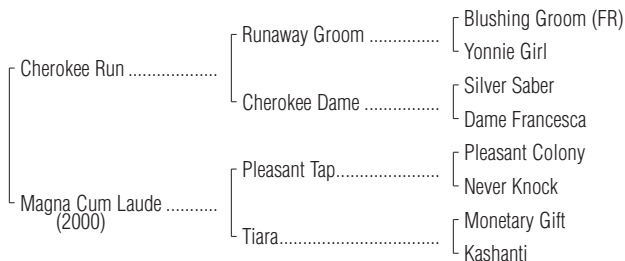 Blushing Groom (FR)
Runaway Groom ................
Yonnie Girl
Cherokee Run ....................
Silver Saber
Cherokee Dame .................
Dame Francesca
Pleasant Colony
Pleasant Tap.......................
Never Knock
Magna Cum Laude ............
(2000)
Monetary Gift
Tiara....................................
Kashanti